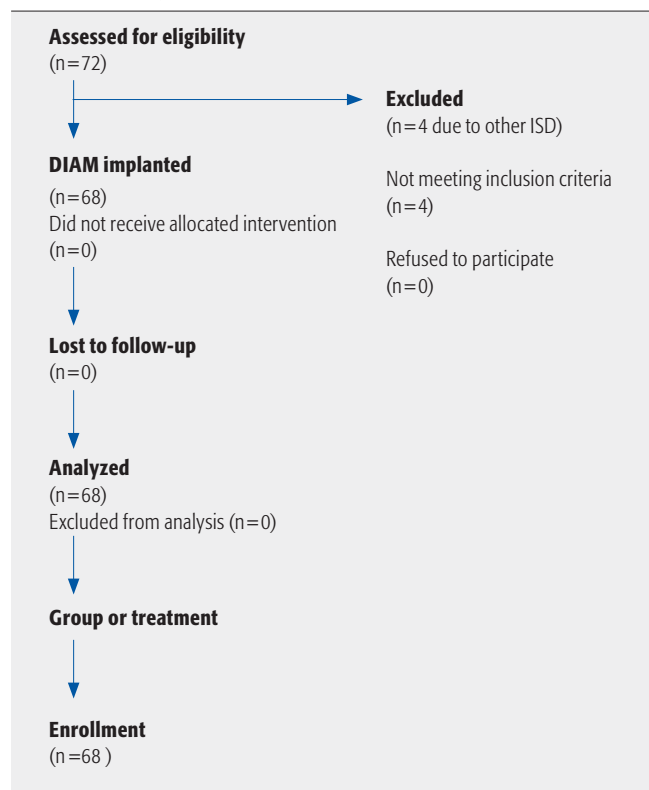 Assessed for eligibility
(n=72)
Excluded
(n=4 due to other ISD)
Not meeting inclusion criteria
(n=4)
Refused to participate
(n=0)
DIAM implanted
(n=68)
Did not receive allocated intervention
(n=0)
Lost to follow-up
(n=0)
Analyzed
(n=68)
Excluded from analysis (n=0)
Group or treatment
Enrollment
(n=68 )